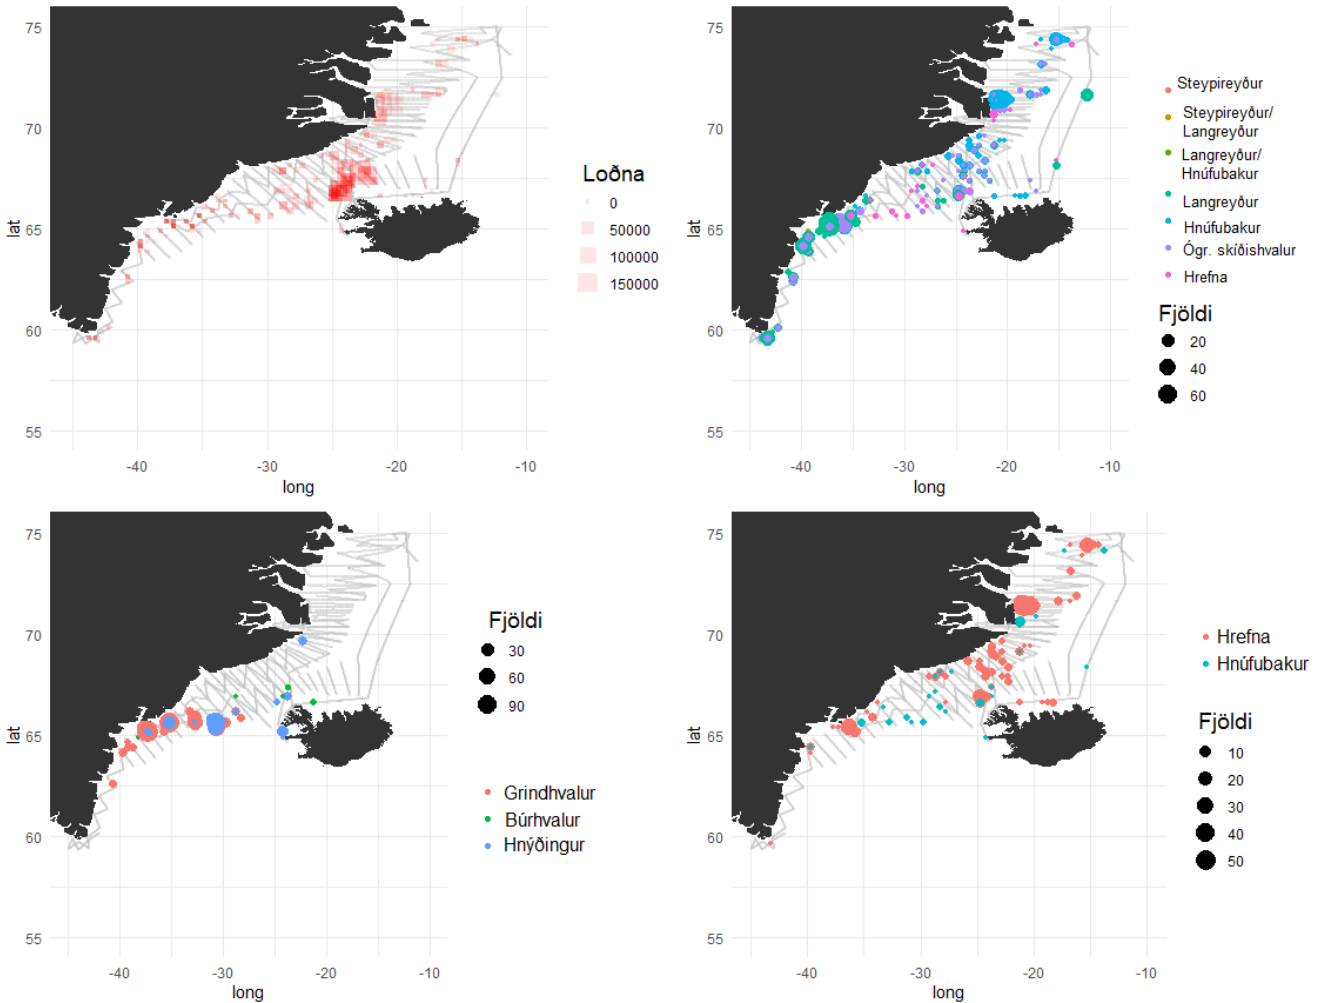 75
70
65
60
55
lat
-40
-30
-20
-10
long
Loðna
0
50000
100000
150000
75
70
65
60
55
lat
-40
-30
-20
-10
long
Steypireyður
Steypireyður/
Langreyður
Langreyður/
Hnúfubakur
Langreyður
Hnúfubakur
Ógr. skíðishvalur
Hrefna
Fjöldi
20
40
60
75
70
65
60
55
lat
-40
-30
-20
-10
long
Fjöldi
30
60
90
Grindhvalur
Búrhvalur
Hnýðingur
75
70
65
60
55
lat
-40
-30
-20
-10
long
Hrefna
Hnúfubakur
Fjöldi
10
20
30
40
50